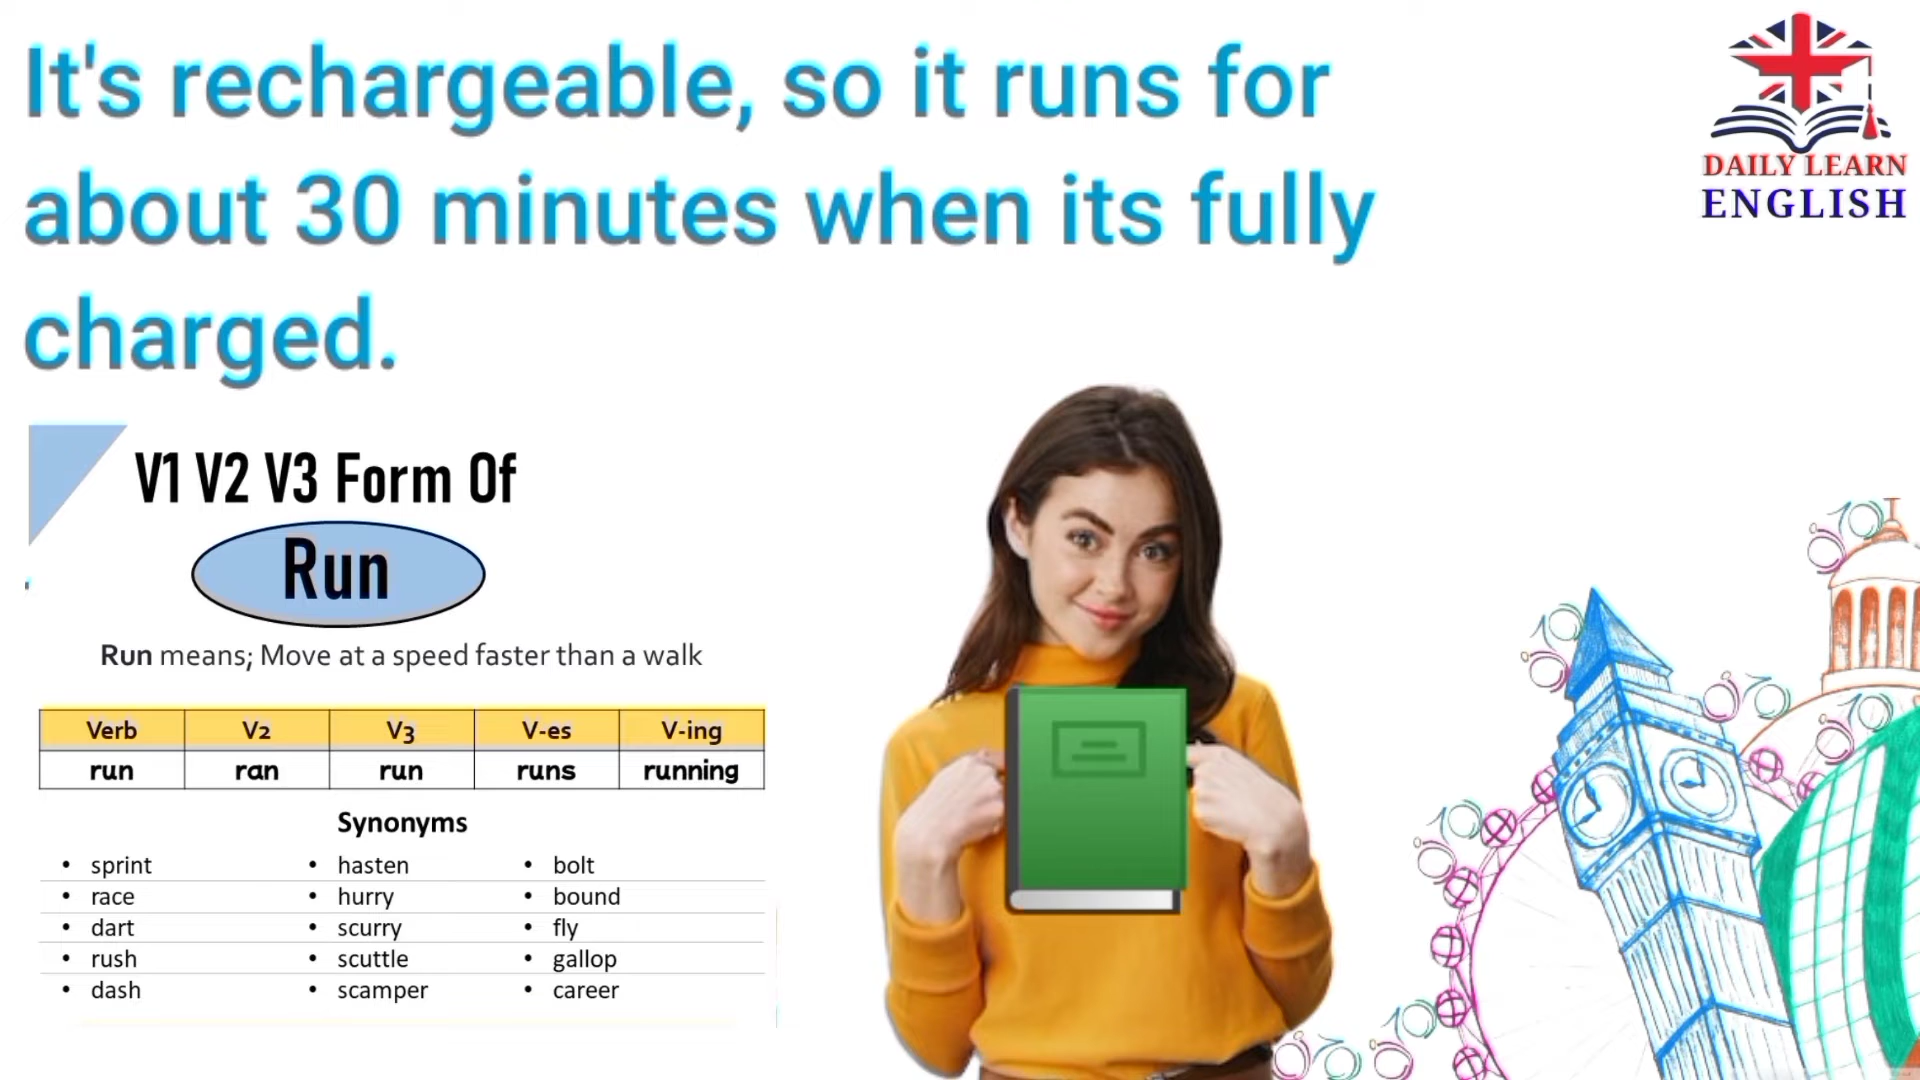 It's rechargeable, so it runs for
about 30 minutes when its fully
charged.
DAILY LEARN
ENGLISH
V1 V2 V3 Form Of
Run
Run means; Move at a speed faster than a walk
Verb V2 V3 V-es V-ing
run ran run runs running
Synonyms
• sprint • hasten • bolt
• race • hurry • bound
• dart • scurry • fly
• rush • scuttle • gallop
• dash • scamper • career